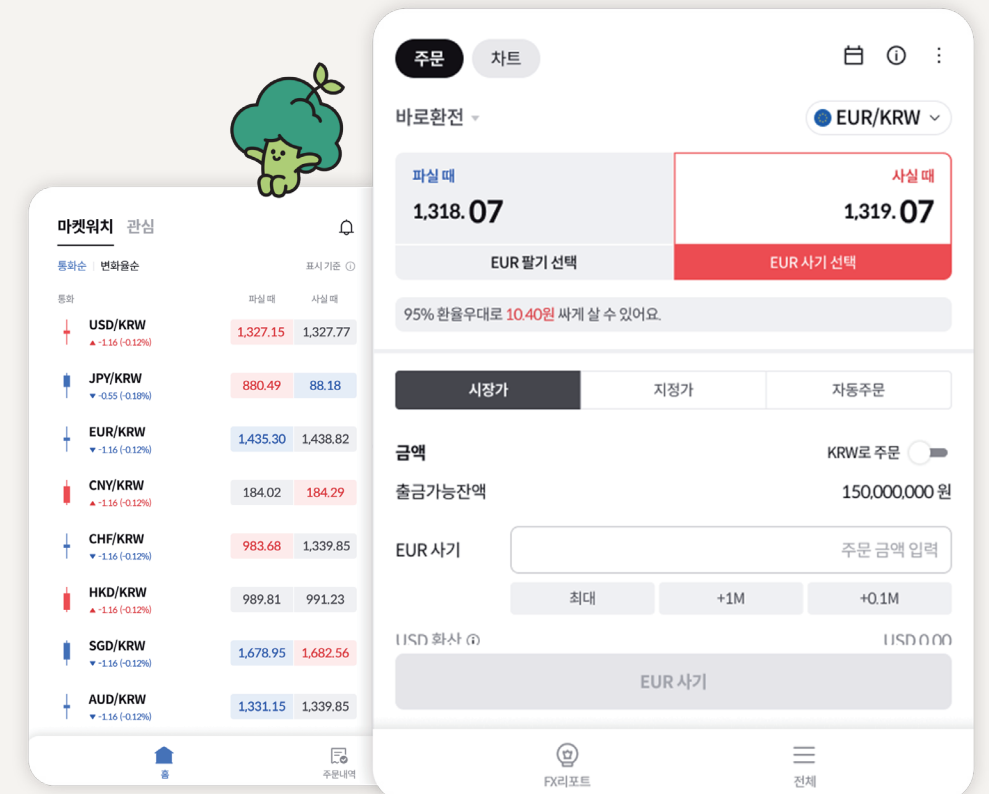 마켓워치 관심
통화순 변화율순 표시 기준
통화 파실 때 사실 때
USD/KRW 1,327.15 1,327.77
▲ -1.16 (-0.12%)
JPY/KRW 880.49 88.18
▼ -0.55 (-0.18%)
EUR/KRW 1,435.30 1,438.82
▼ -1.16 (-0.12%)
CNY/KRW 184.02 184.29
▲ -1.16 (-0.12%)
CHF/KRW 983.68 1,339.85
▼ -1.16 (-0.12%)
HKD/KRW 989.81 991.23
▲ -1.16 (-0.12%)
SGD/KRW 1,678.95 1,682.56
▼ -1.16 (-0.12%)
AUD/KRW 1,331.15 1,339.85
▼ -1.16 (-0.12%)
홈 주문내역
주문 차트
바로환전 EUR/KRW
파실 때 사실 때
1,318.07 1,319.07
EUR 팔기 선택 EUR 사기 선택
95% 환율우대로 10.40원 싸게 살 수 있어요.
시장가 지정가 자동주문
금액 KRW로 주문
출금가능잔액 150,000,000 원
EUR 사기 주문 금액 입력
최대 +1M +0.1M
USD 환산 USD 0.00
EUR 사기
FX리포트 전체